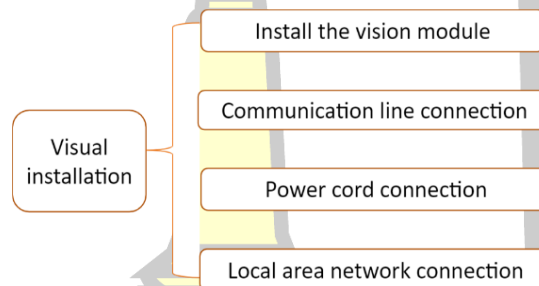 Install the vision module
Communication line connection
Visual
installation
Power cord connection
Local area network connection